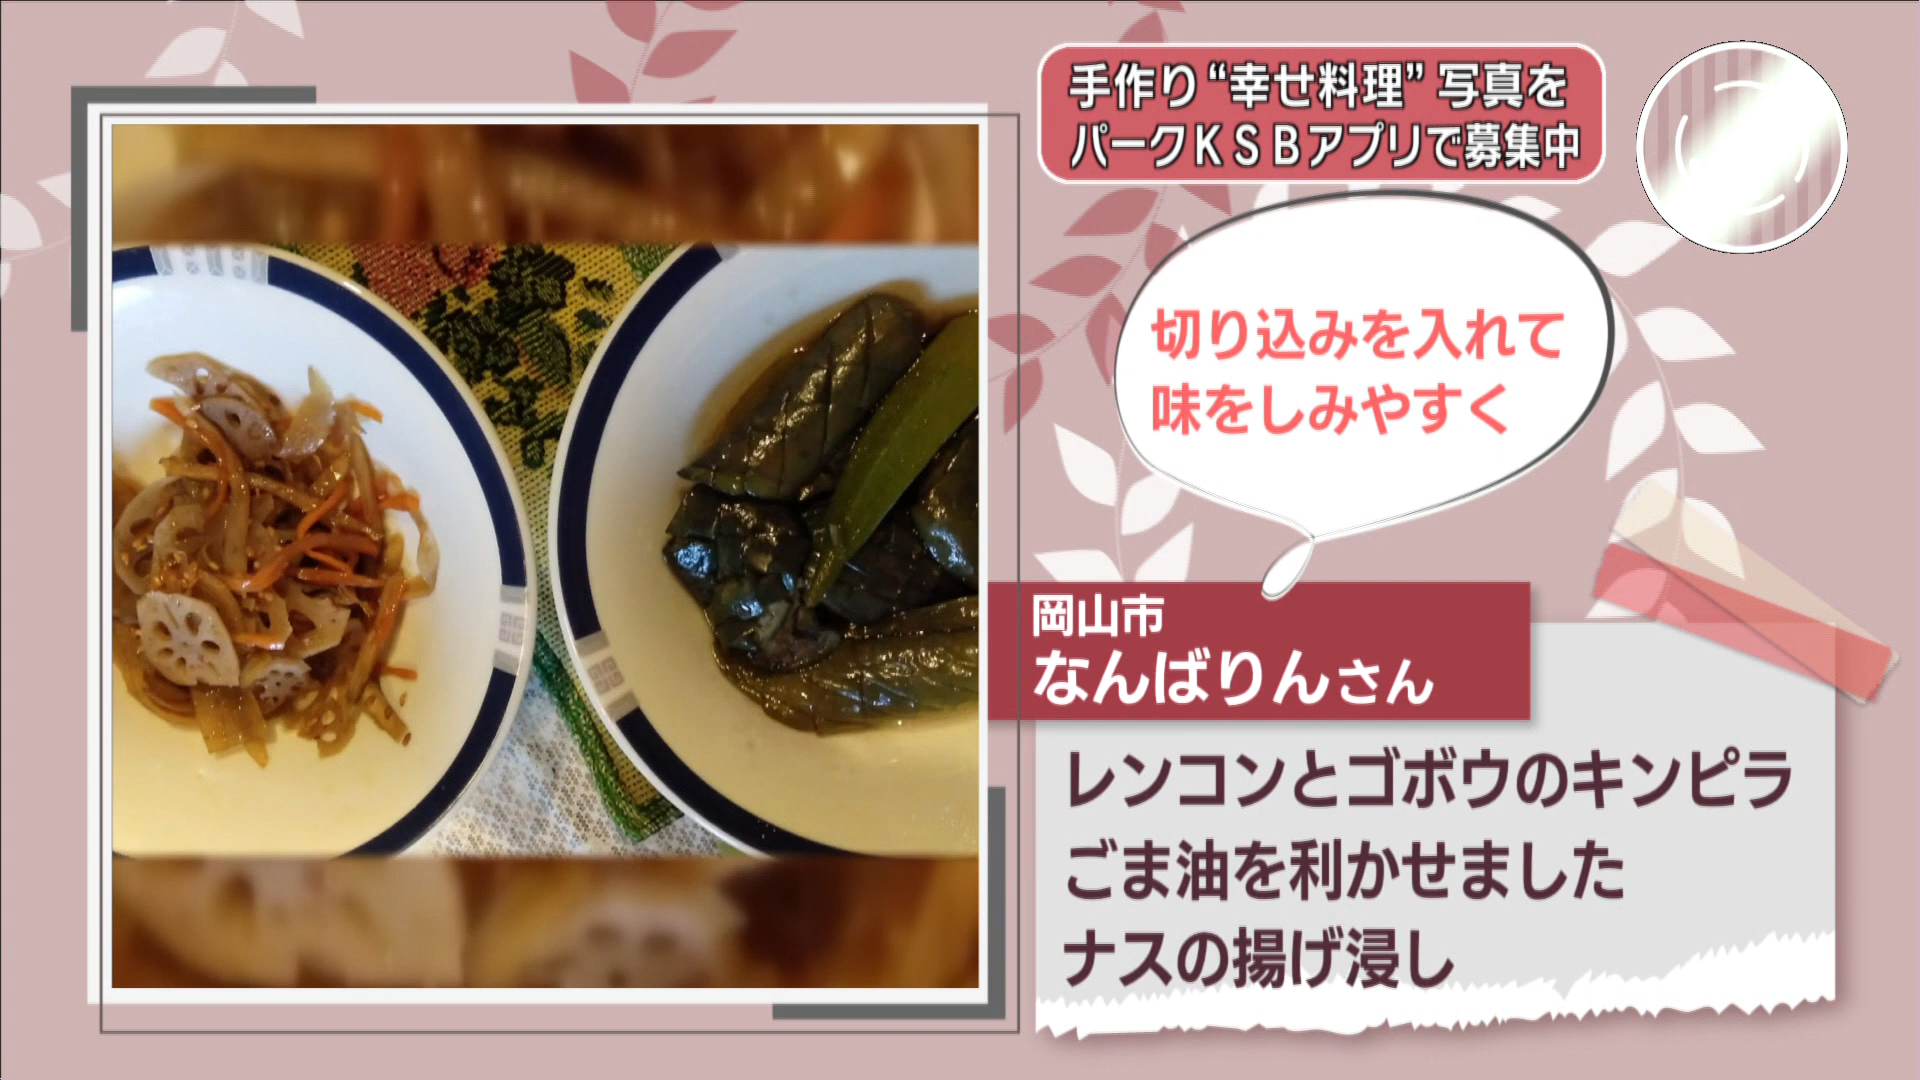 手作り“幸せ料理”写真を
パークKSBアプリで募集中
切り込みを入れて
味をしみやすく
岡山市
なんばりんさん
レンコンとゴボウのキンピラ
ごま油を利かせました
ナスの揚げ浸し